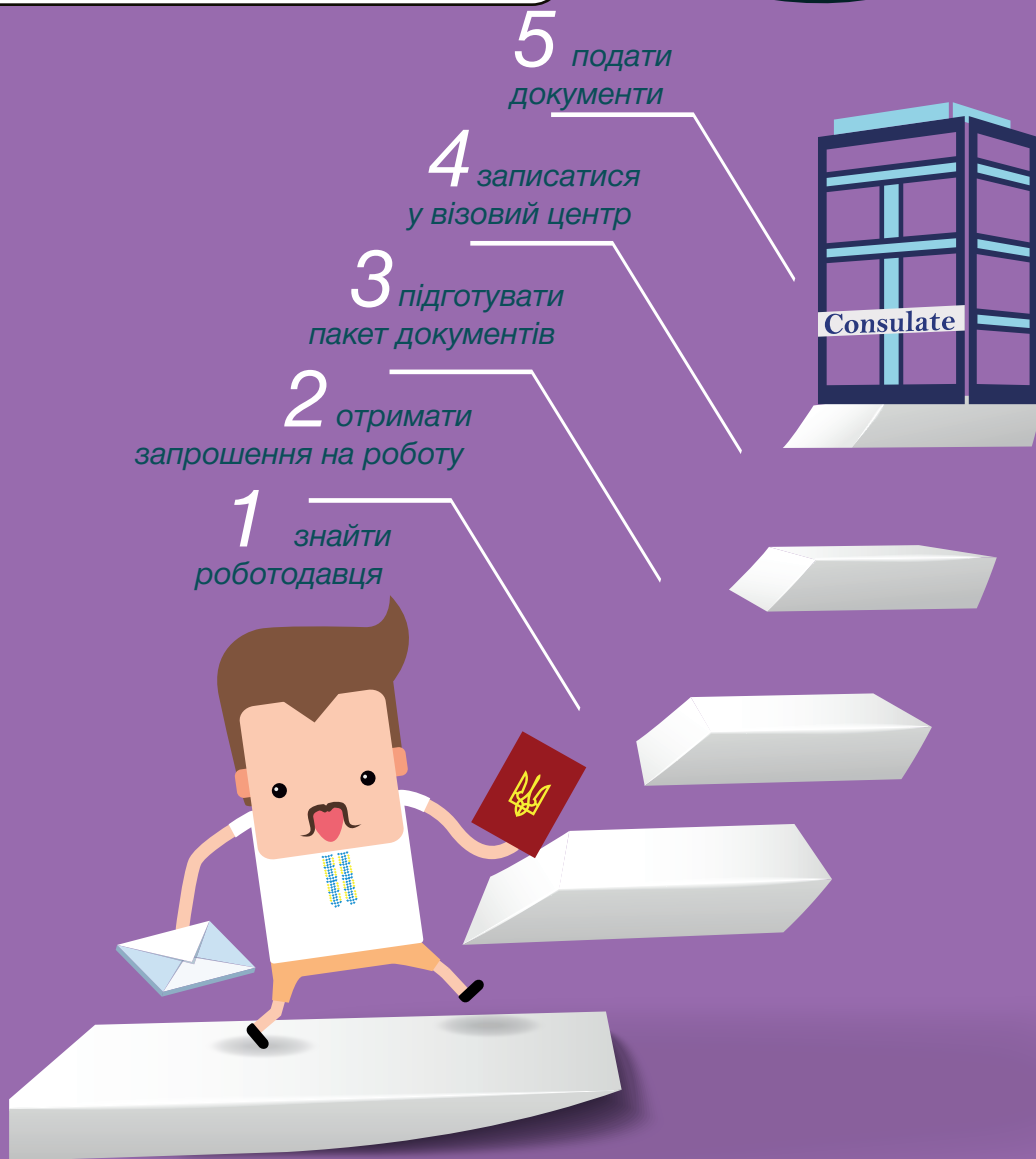 5 подати
документи
4 записатися
у візовий центр
3 підготувати
пакет документів
2 отримати
запрошення на роботу
1 знайти
роботодавця
Consulate